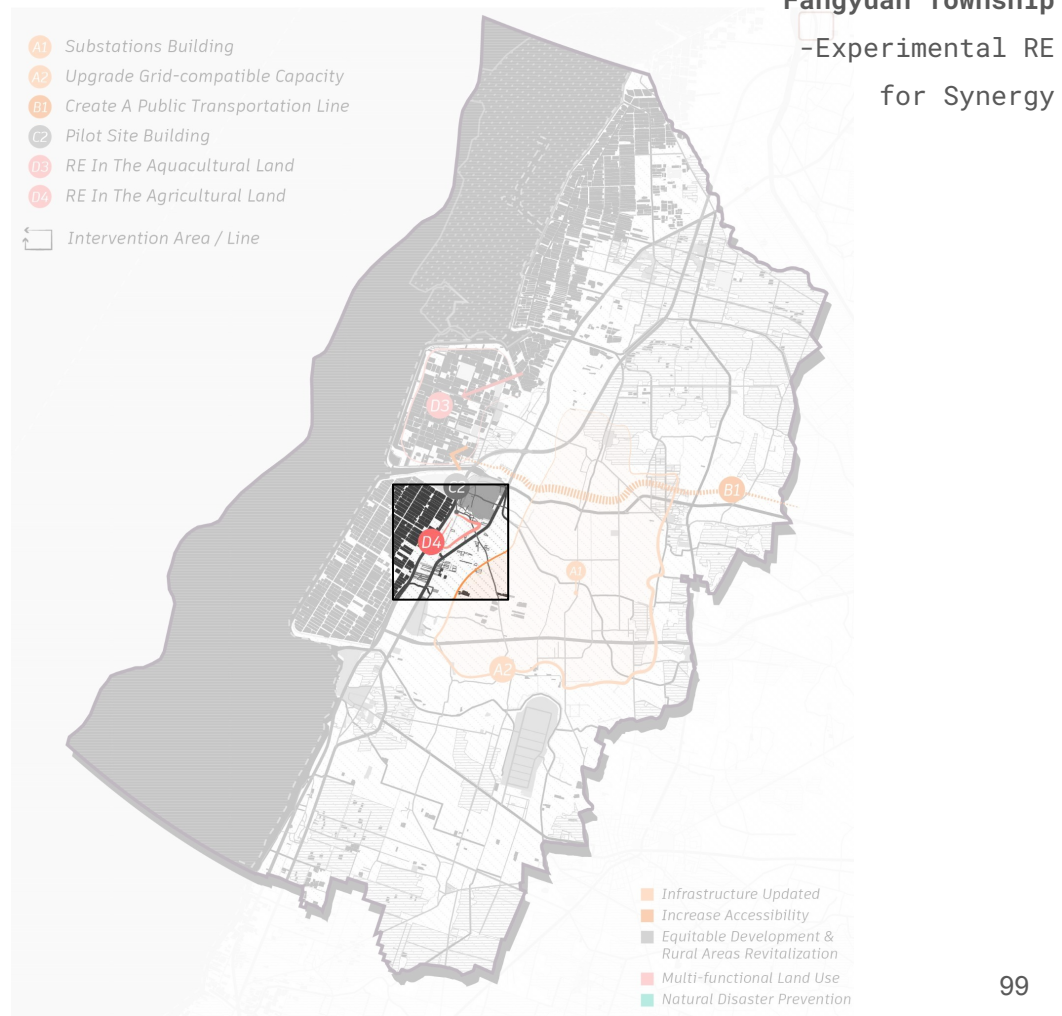 Fangyuan Township
-Experimental RE
for Synergy
A1 Substations Building
A2 Upgrade Grid-compatible Capacity
B1 Create A Public Transportation Line
C2 Pilot Site Building
D3 RE In The Aquacultural Land
D4 RE In The Agricultural Land
Intervention Area / Line
D3
C2
B1
D4
A1
A2
Infrastructure Updated
Increase Accessibility
Equitable Development &
Rural Areas Revitalization
Multi-functional Land Use
Natural Disaster Prevention
99